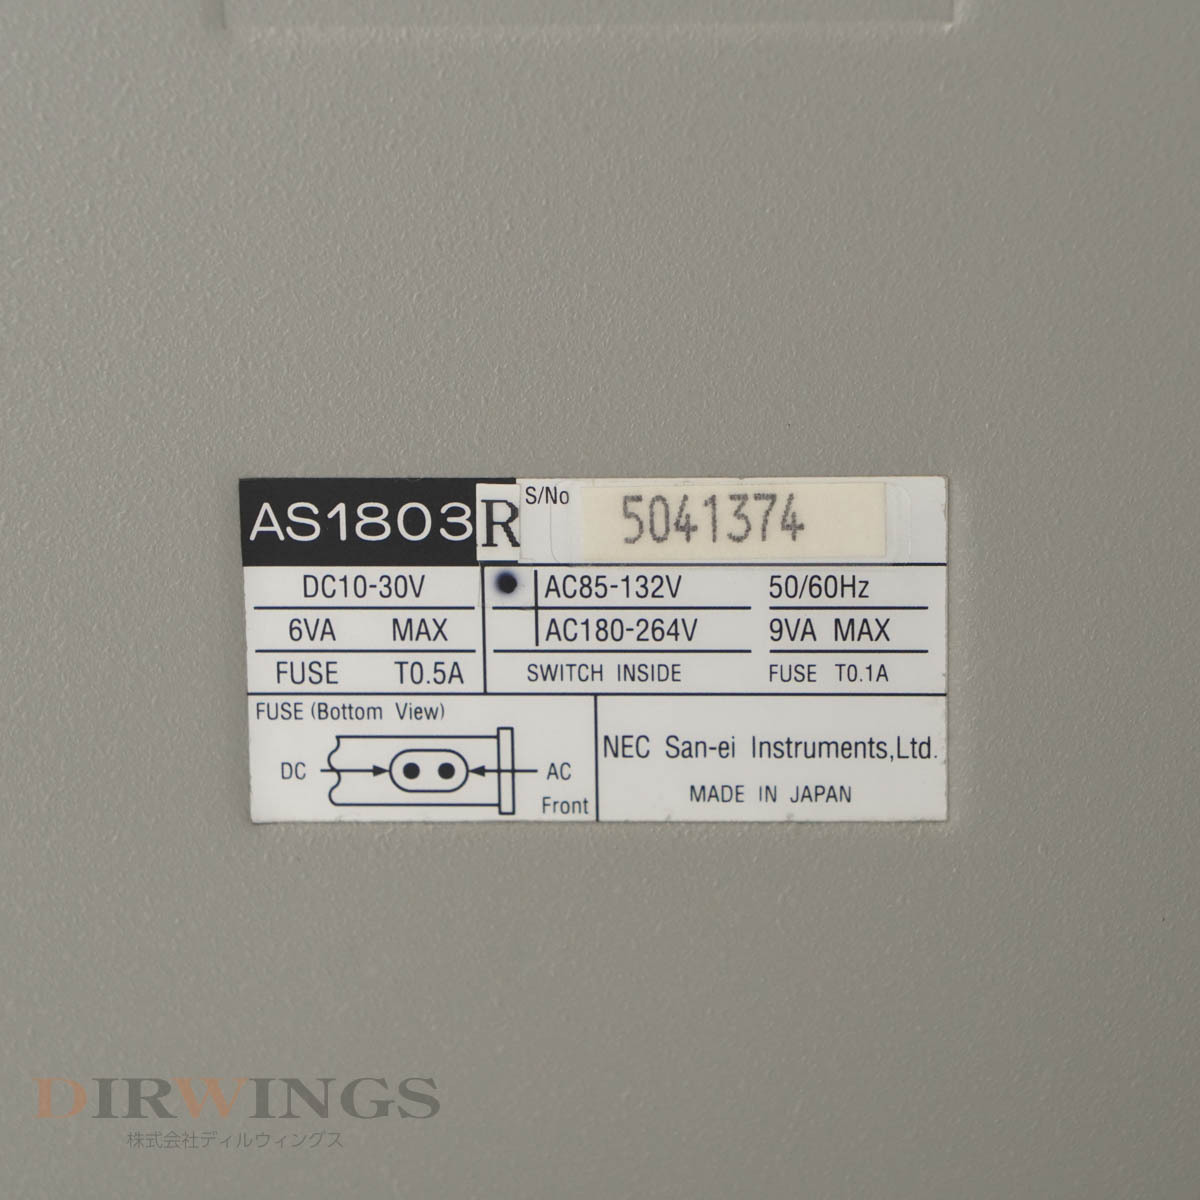 AS1803R S/No 5041374
DC10-30V AC85-132V 50/60Hz
6VA MAX AC180-264V 9VA MAX
FUSE T0.5A SWITCH INSIDE FUSE T0.1A
FUSE (Bottom View)
DC AC
Front
NEC San-ei Instruments,Ltd.
MADE IN JAPAN
DIRWINGS
株式会社ディルウィングス